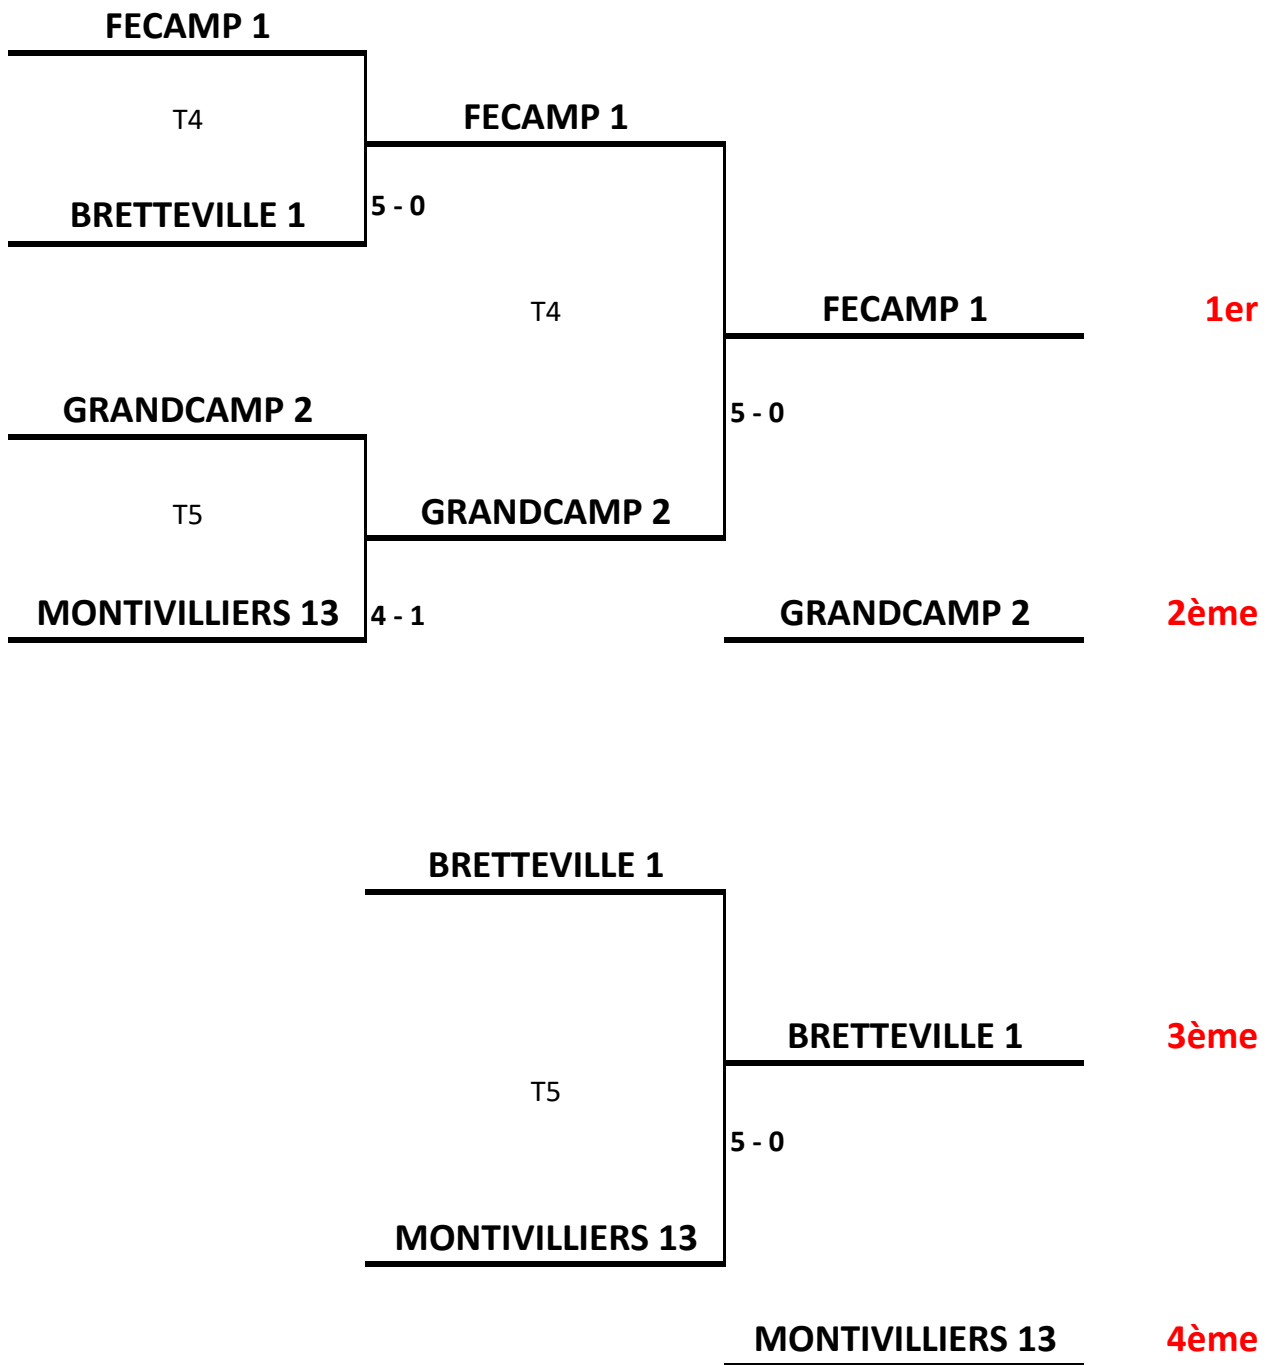 FECAMP 1
T4
FECAMP 1
BRETTEVILLE 1
5 - 0
T4
FECAMP 1
1er
GRANDCAMP 2
5 - 0
T5
GRANDCAMP 2
MONTIVILLIERS 13
4 - 1
GRANDCAMP 2
2ème
BRETTEVILLE 1
BRETTEVILLE 1
3ème
T5
5 - 0
MONTIVILLIERS 13
MONTIVILLIERS 13
4ème